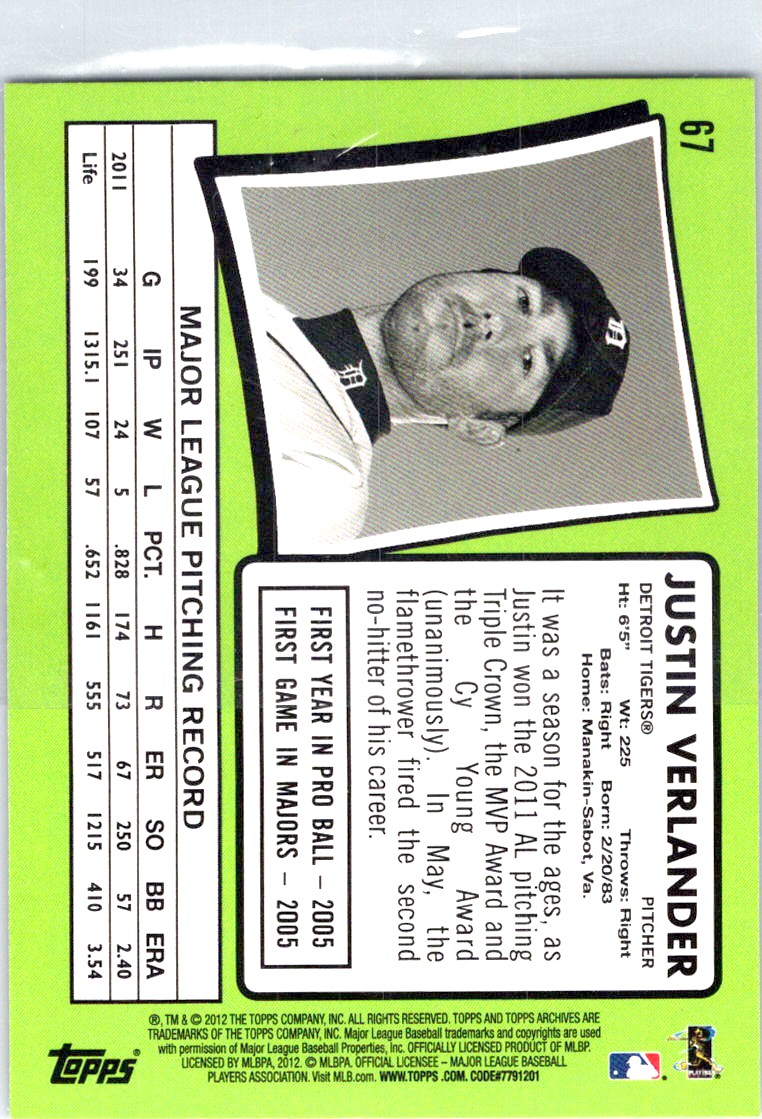 67
JUSTIN VERLANDER
DETROIT TIGERS® PITCHER
Ht: 6'5" Wt: 225 Throws: Right
Bats: Right Born: 2/20/83
Home: Manakin-Sabot, Va.
It was a season for the ages, as
Justin won the 2011 AL pitching
Triple Crown, the MVP Award and
the Cy Young Award
(unanimously). In May, the
flamethrower fired the second
no-hitter of his career.
FIRST YEAR IN PRO BALL – 2005
FIRST GAME IN MAJORS – 2005
MAJOR LEAGUE PITCHING RECORD
G IP W L PCT. H R ER SO BB ERA
2011 34 251 24 5 .828 174 73 67 250 57 2.40
Life 199 1315.1 107 57 .652 1161 555 517 1215 410 3.54
®, TM & © 2012 THE TOPPS COMPANY, INC. ALL RIGHTS RESERVED. TOPPS AND TOPPS ARCHIVES ARE
TRADEMARKS OF THE TOPPS COMPANY, INC. Major League Baseball trademarks and copyrights are used
with permission of Major League Baseball Properties, Inc. OFFICIALLY LICENSED PRODUCT OF MLBP.
LICENSED BY MLBPA, 2012. © MLBPA. OFFICIAL LICENSEE – MAJOR LEAGUE BASEBALL
PLAYERS ASSOCIATION. Visit MLB.com. WWW.TOPPS.COM. CODE#7791201
topps®